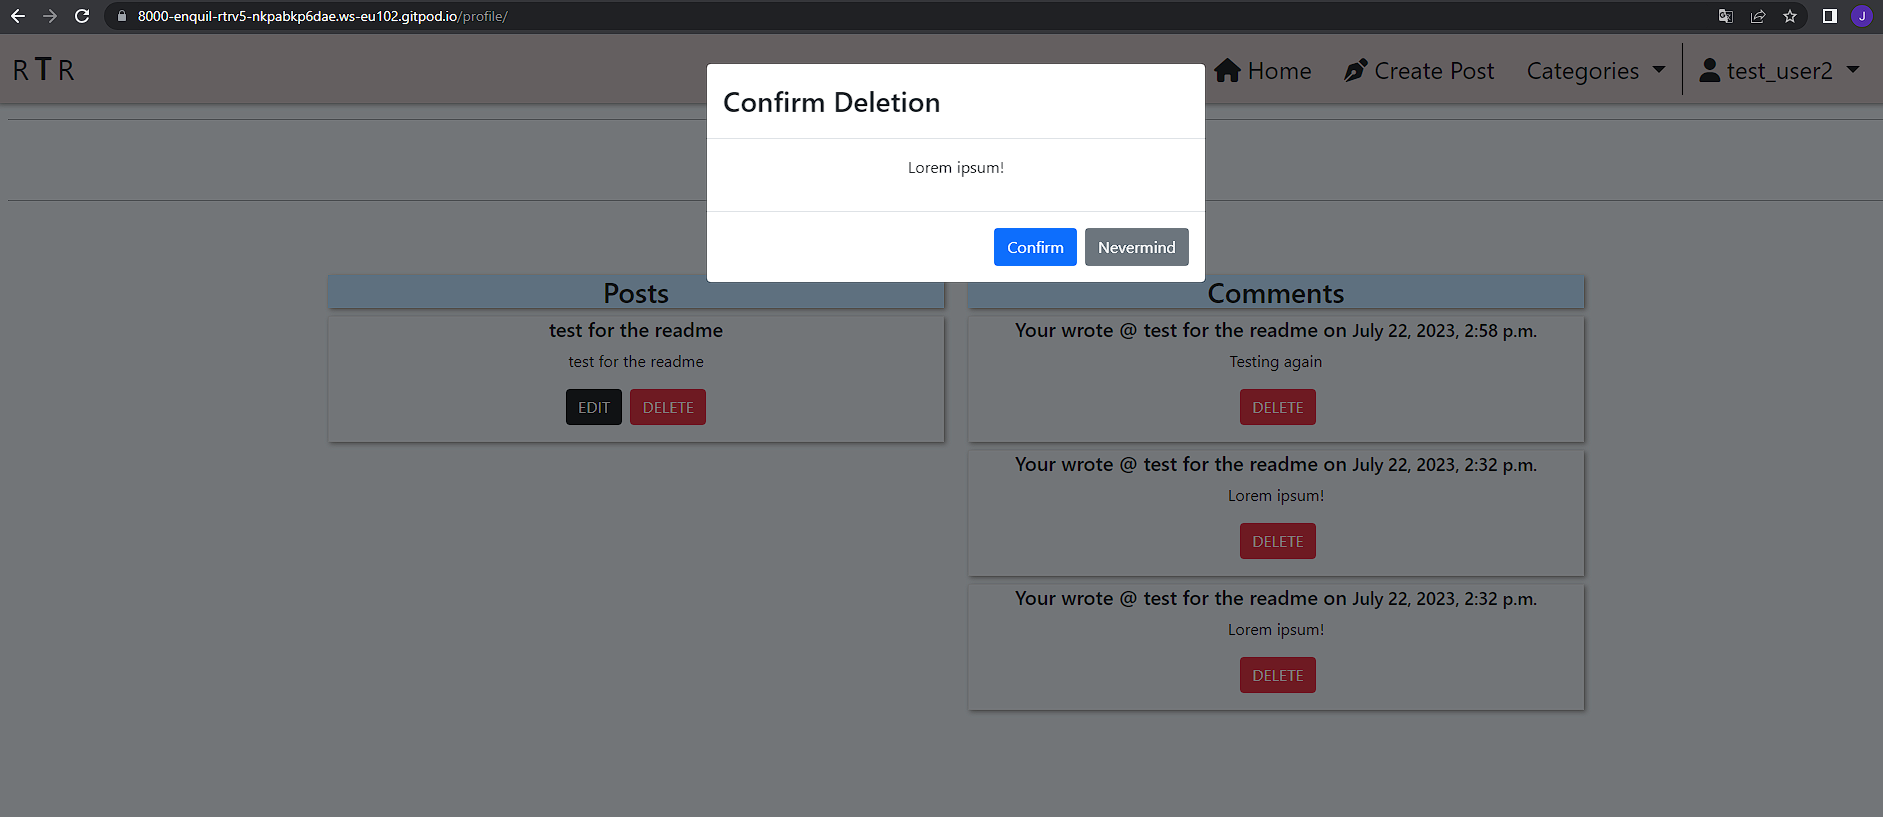 8000-enquil-rtrv5-nkpabkp6dae.ws-eu102.gitpod.io/profile/
J
R T R
Home
Create Post
Categories
test_user2
Confirm Deletion
Lorem ipsum!
Confirm
Nevermind
Posts
test for the readme
test for the readme
EDIT
DELETE
Comments
Your wrote @ test for the readme on July 22, 2023, 2:58 p.m.
Testing again
DELETE
Your wrote @ test for the readme on July 22, 2023, 2:32 p.m.
Lorem ipsum!
DELETE
Your wrote @ test for the readme on July 22, 2023, 2:32 p.m.
Lorem ipsum!
DELETE